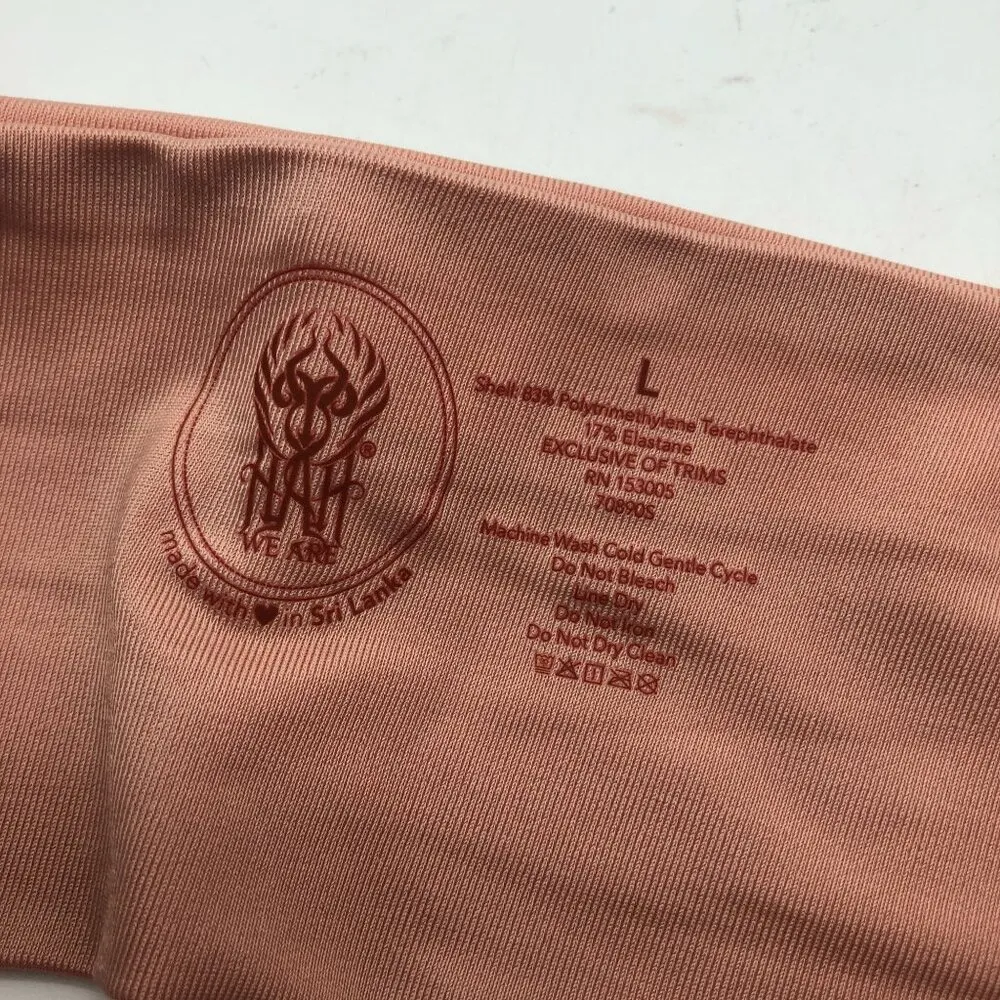 NAH
®
WE ARE
made with ♥ in Sri Lanka
L
Shell: 83% Polytrimethylene Terephthalate
17% Elastane
EXCLUSIVE OF TRIMS
RN 153005
70890S
Machine Wash Cold Gentle Cycle
Do Not Bleach
Line Dry
Do Not Iron
Do Not Dry Clean